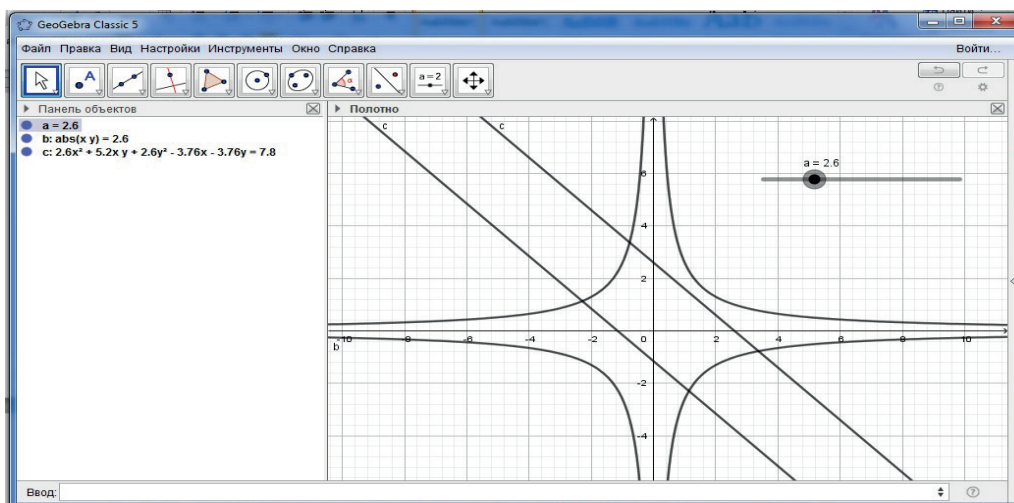 GeoGebra Classic 5
Файл Правка Вид Настройки Инструменты Окно Справка
Войти...
A
a=2
Панель объектов
Полотно
a = 2.6
b: abs(x y) = 2.6
c: 2.6x² + 5.2x y + 2.6y² - 3.76x - 3.76y = 7.8
c
c
a = 2.6
6
4
2
-10 -8 -6 -4 -2 0 2 4 6 8 10
b
-2
-4
Ввод: